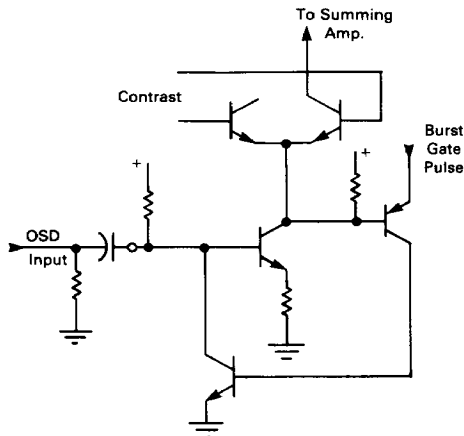 To Summing
Amp.
Contrast
Burst
Gate
Pulse
+
+
OSD
Input